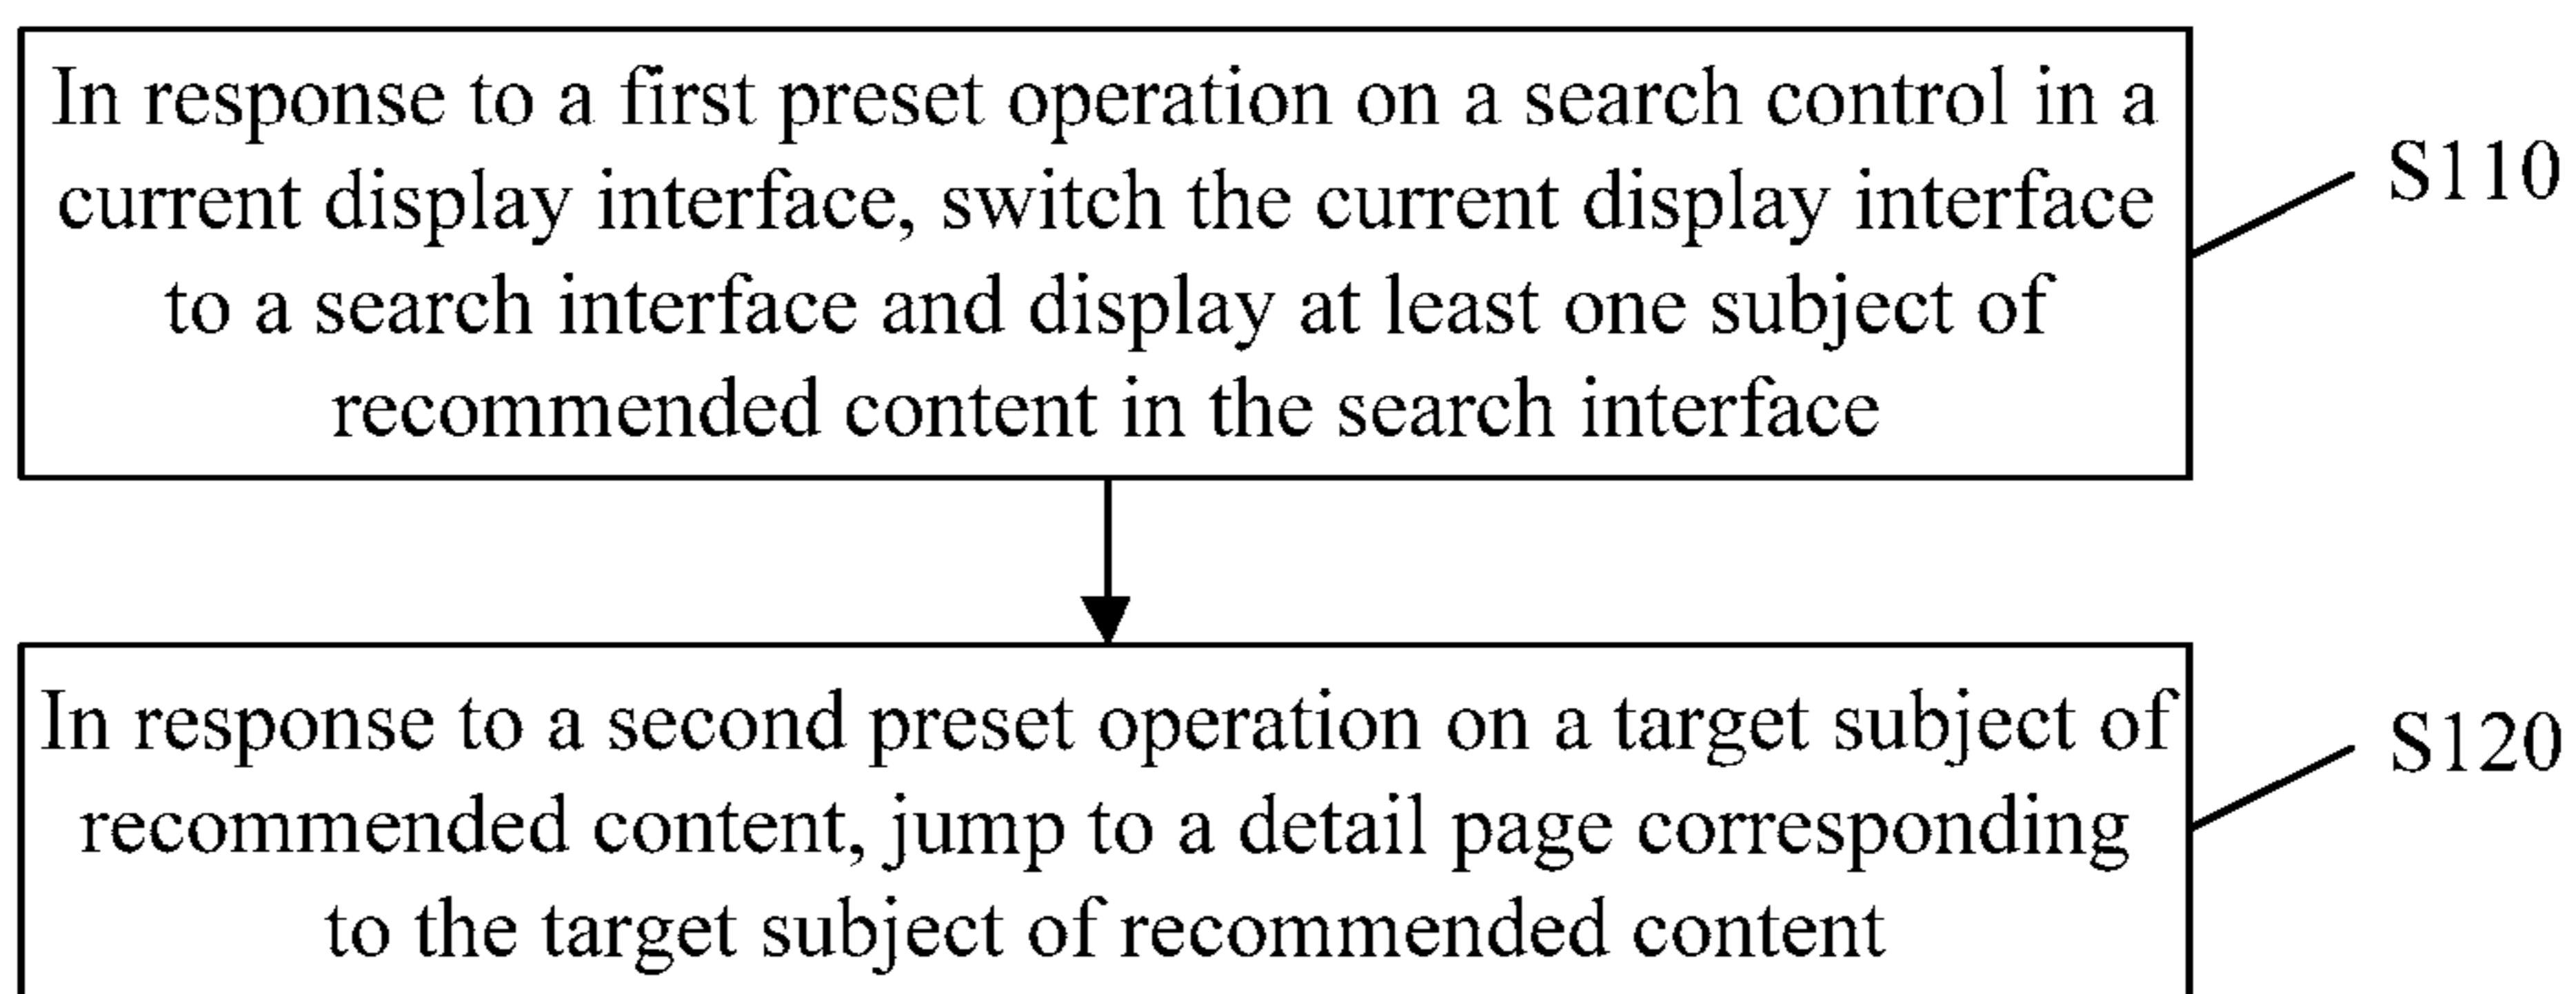 In response to a first preset operation on a search control in a
current display interface, switch the current display interface
to a search interface and display at least one subject of
recommended content in the search interface
S110
In response to a second preset operation on a target subject of
recommended content, jump to a detail page corresponding
to the target subject of recommended content
S120